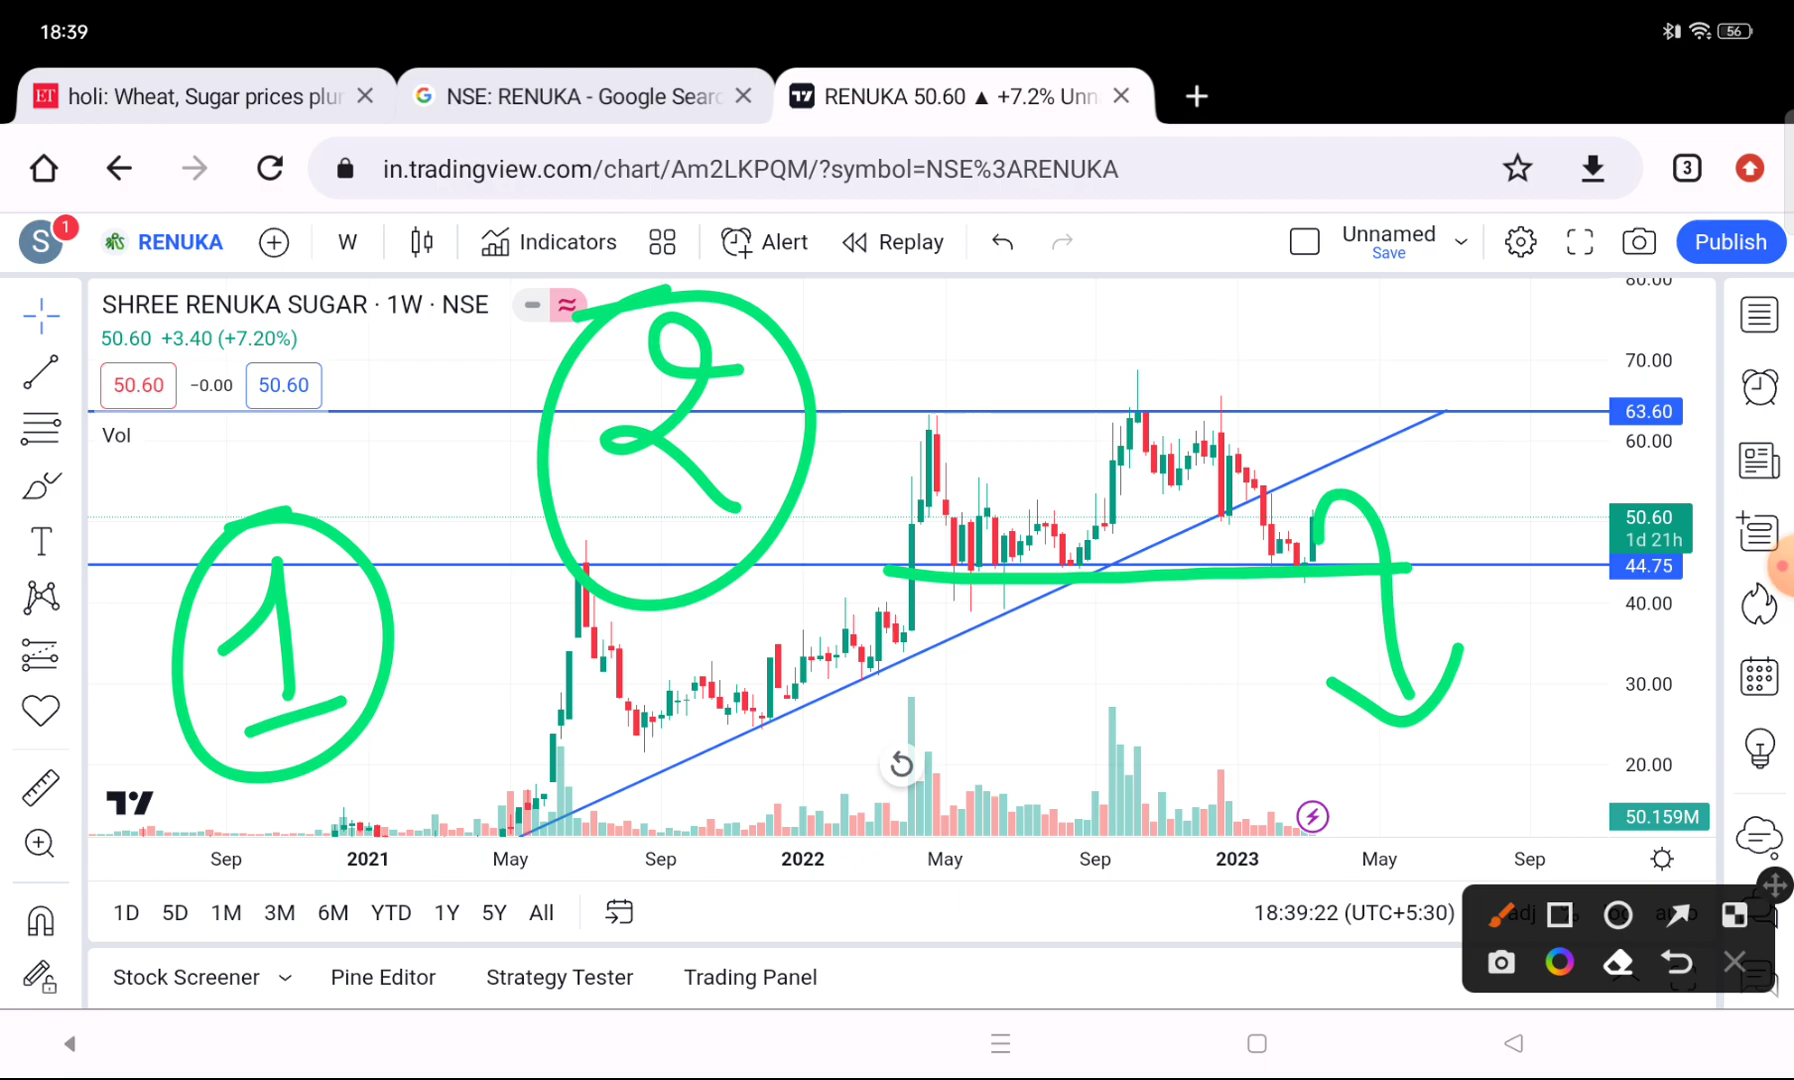 18:39
56
ET holi: Wheat, Sugar prices plu
G NSE: RENUKA - Google Searc
RENUKA 50.60 ▲ +7.2% Unn
in.tradingview.com/chart/Am2LKPQM/?symbol=NSE%3ARENUKA
3
S 1 RENUKA W Indicators Alert Replay Unnamed Save Publish
SHREE RENUKA SUGAR · 1W · NSE
50.60 +3.40 (+7.20%)
50.60 −0.00 50.60
Vol
1
2
80.00
70.00
63.60
60.00
50.60
1d 21h
44.75
40.00
30.00
20.00
50.159M
Sep 2021 May Sep 2022 May Sep 2023 May Sep
1D 5D 1M 3M 6M YTD 1Y 5Y All
18:39:22 (UTC+5:30)
Stock Screener Pine Editor Strategy Tester Trading Panel